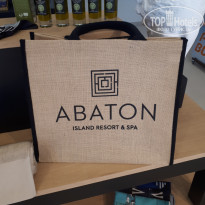 ABATON
ISLAND RESORT & SPA